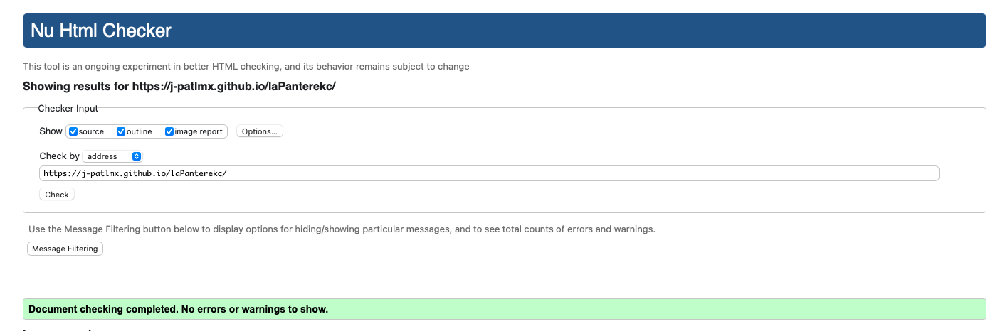 Nu Html Checker
This tool is an ongoing experiment in better HTML checking, and its behavior remains subject to change
Showing results for https://j-patlmx.github.io/laPanterekc/
Checker Input
Show source outline image report Options...
Check by address
https://j-patlmx.github.io/laPanterekc/
Check
Use the Message Filtering button below to display options for hiding/showing particular messages, and to see total counts of errors and warnings.
Message Filtering
Document checking completed. No errors or warnings to show.